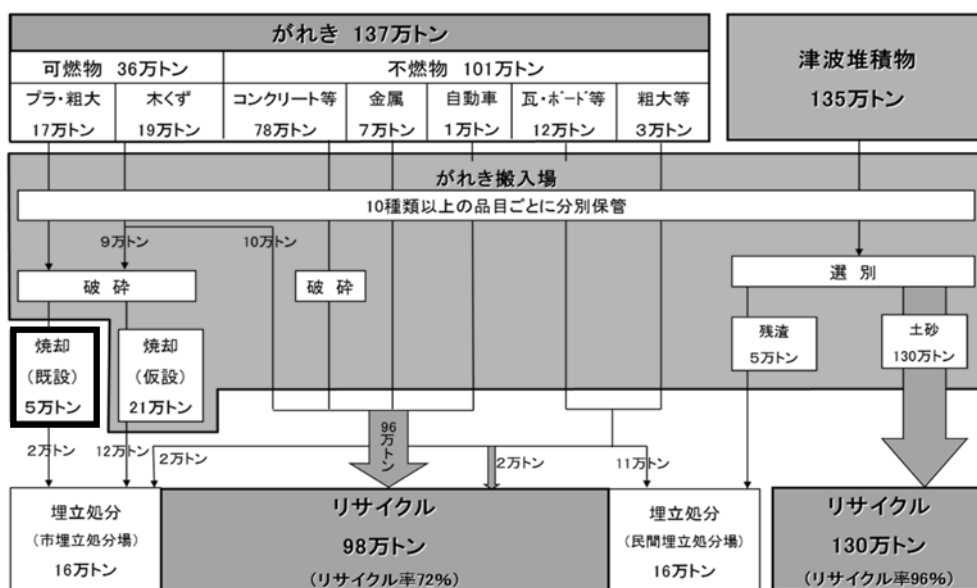 がれき 137万トン
津波堆積物
135万トン
可燃物 36万トン
不燃物 101万トン
プラ・粗大
17万トン
木くず
19万トン
コンクリート等
78万トン
金属
7万トン
自動車
1万トン
瓦・ボード等
12万トン
粗大等
3万トン
がれき搬入場
10種類以上の品目ごとに分別保管
9万トン
10万トン
破 砕
破 砕
選 別
焼却
(既設)
5万トン
焼却
(仮設)
21万トン
残渣
5万トン
土砂
130万トン
96万トン
2万トン
12万トン
2万トン
2万トン
11万トン
埋立処分
(市埋立処分場)
16万トン
リサイクル
98万トン
(リサイクル率72%)
埋立処分
(民間埋立処分場)
16万トン
リサイクル
130万トン
(リサイクル率96%)